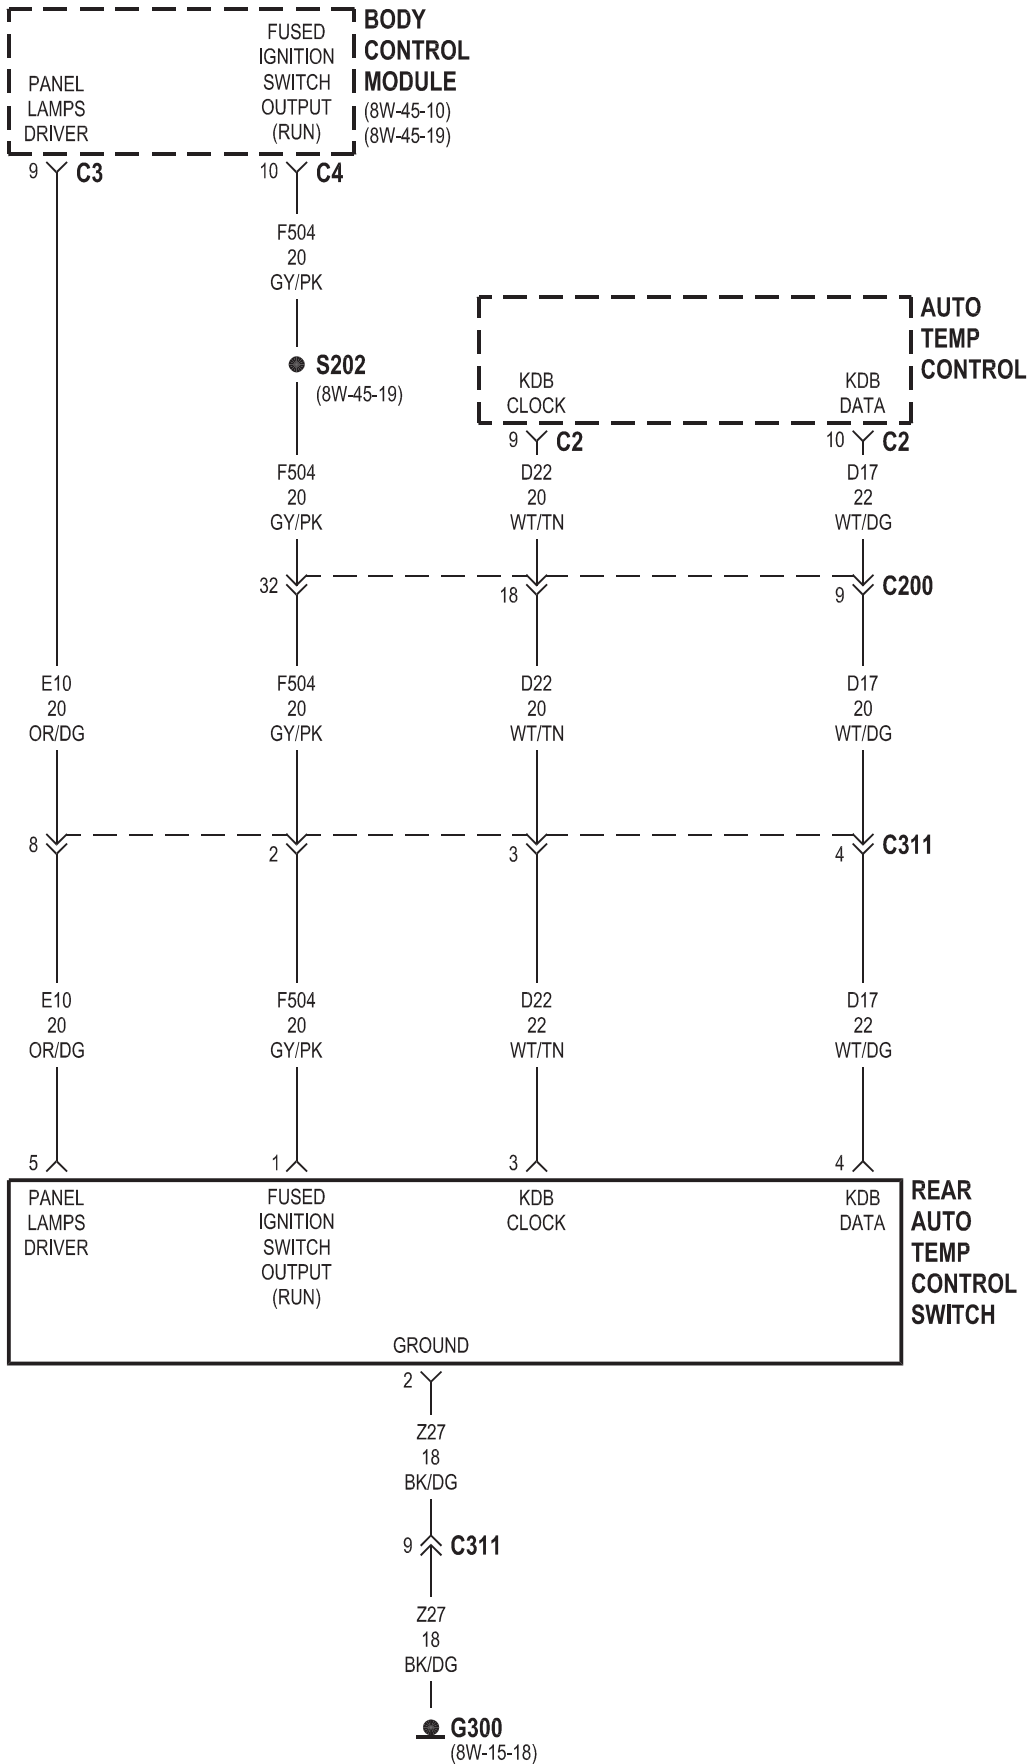 BODY
CONTROL
MODULE
(8W-45-10)
(8W-45-19)
PANEL
LAMPS
DRIVER
FUSED
IGNITION
SWITCH
OUTPUT
(RUN)
9 C3
10 C4
F504
20
GY/PK
S202
(8W-45-19)
AUTO
TEMP
CONTROL
KDB
CLOCK
KDB
DATA
9 C2
10 C2
F504
20
GY/PK
D22
20
WT/TN
D17
22
WT/DG
32
18
9
C200
E10
20
OR/DG
F504
20
GY/PK
D22
20
WT/TN
D17
20
WT/DG
8
2
3
4
C311
E10
20
OR/DG
F504
20
GY/PK
D22
22
WT/TN
D17
22
WT/DG
5
1
3
4
PANEL
LAMPS
DRIVER
FUSED
IGNITION
SWITCH
OUTPUT
(RUN)
KDB
CLOCK
KDB
DATA
REAR
AUTO
TEMP
CONTROL
SWITCH
GROUND
2
Z27
18
BK/DG
9 C311
Z27
18
BK/DG
G300
(8W-15-18)